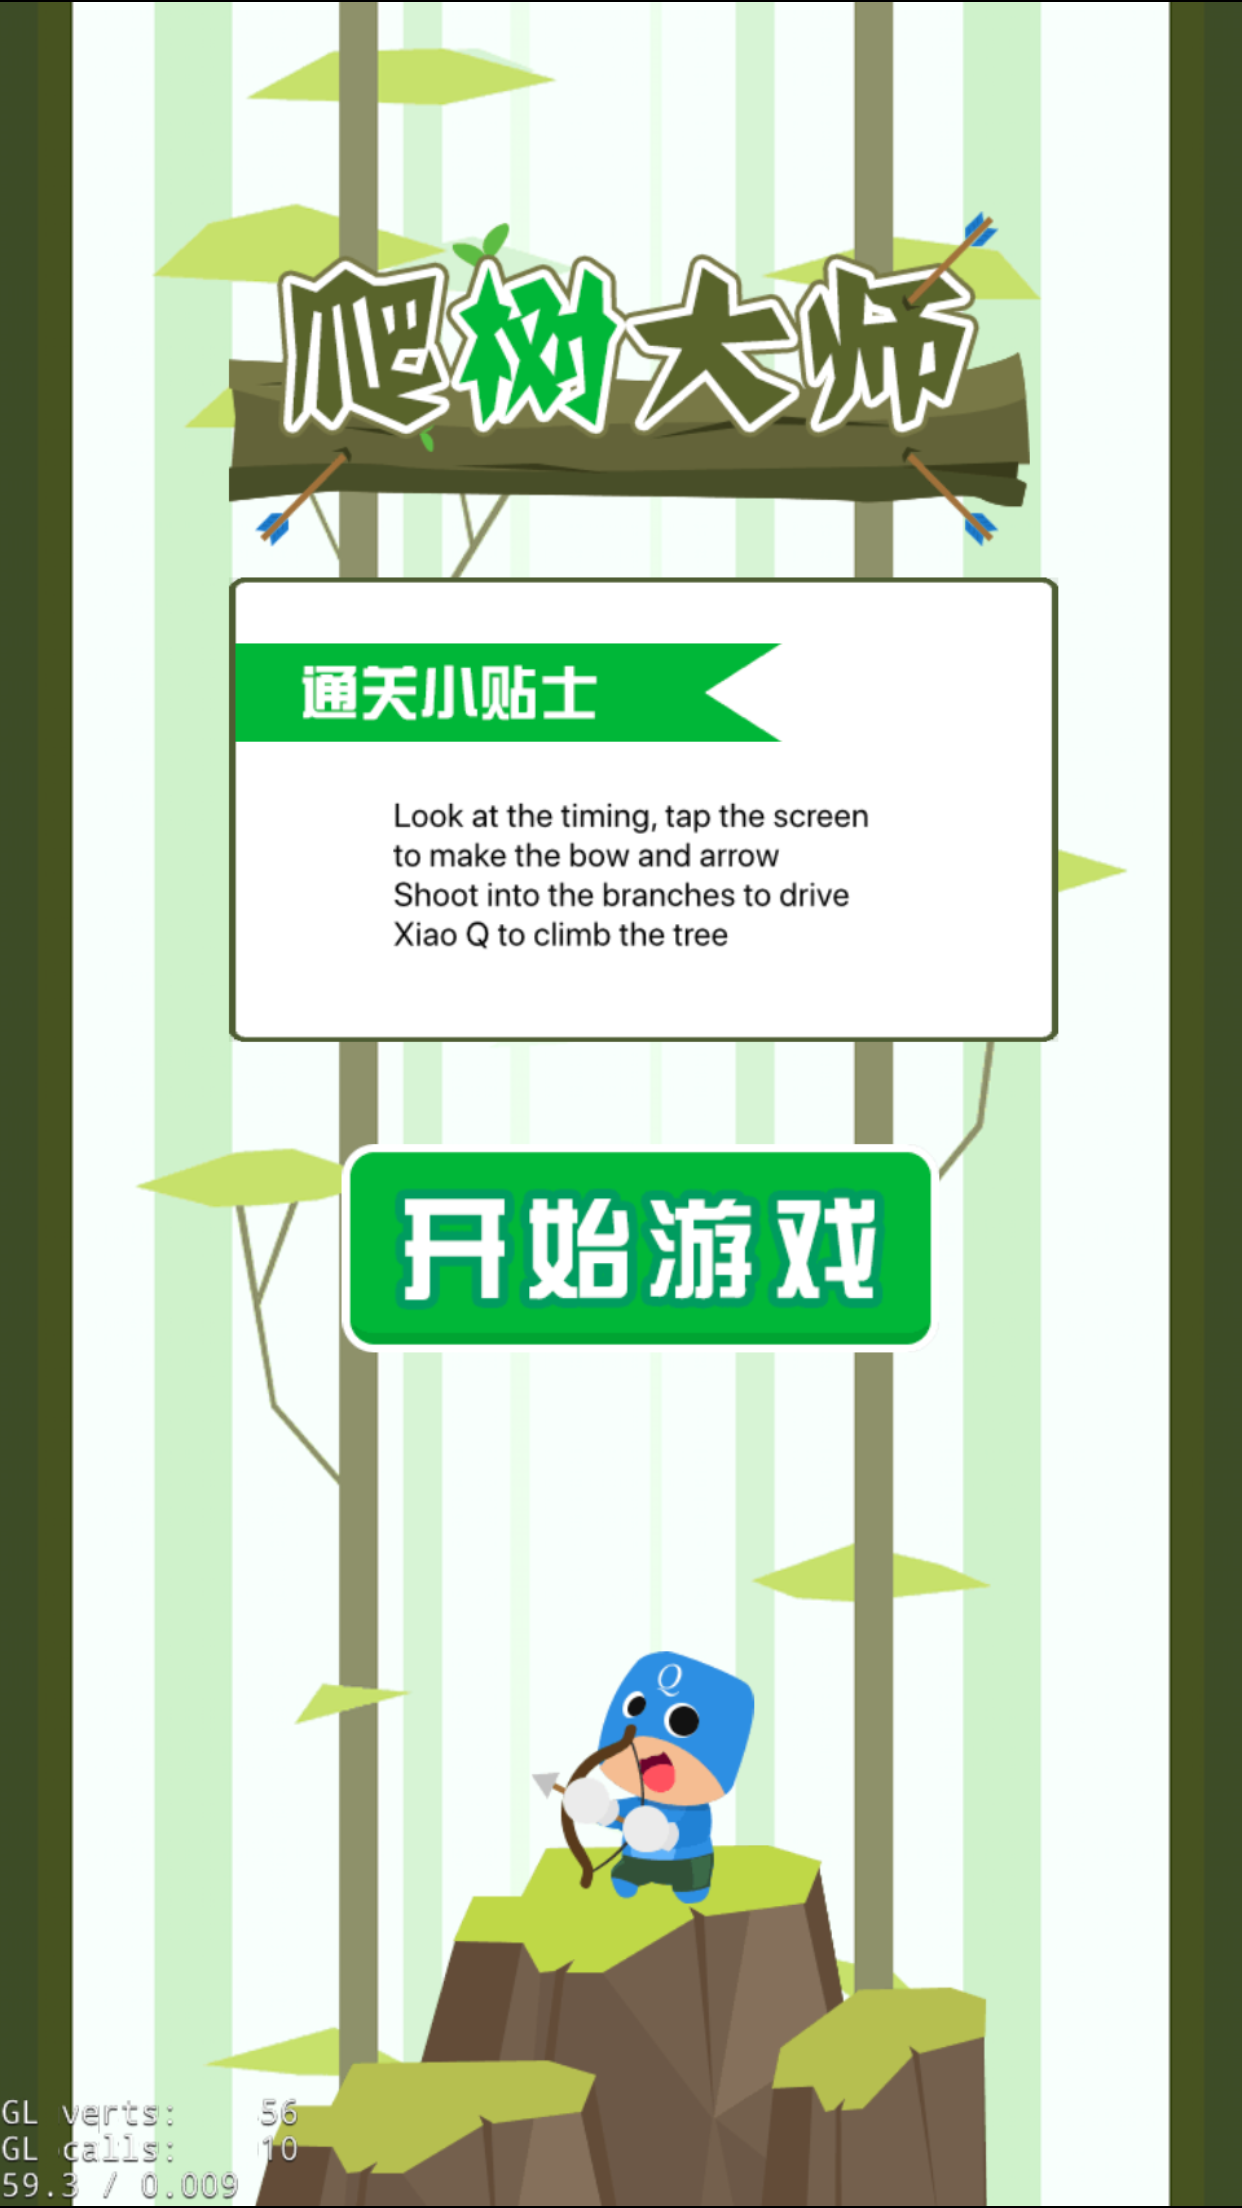 爬树大师
通关小贴士
Look at the timing, tap the screen
to make the bow and arrow
Shoot into the branches to drive
Xiao Q to climb the tree
开始游戏
Q
GL verts: 56
GL calls: 10
59.3 / 0.009